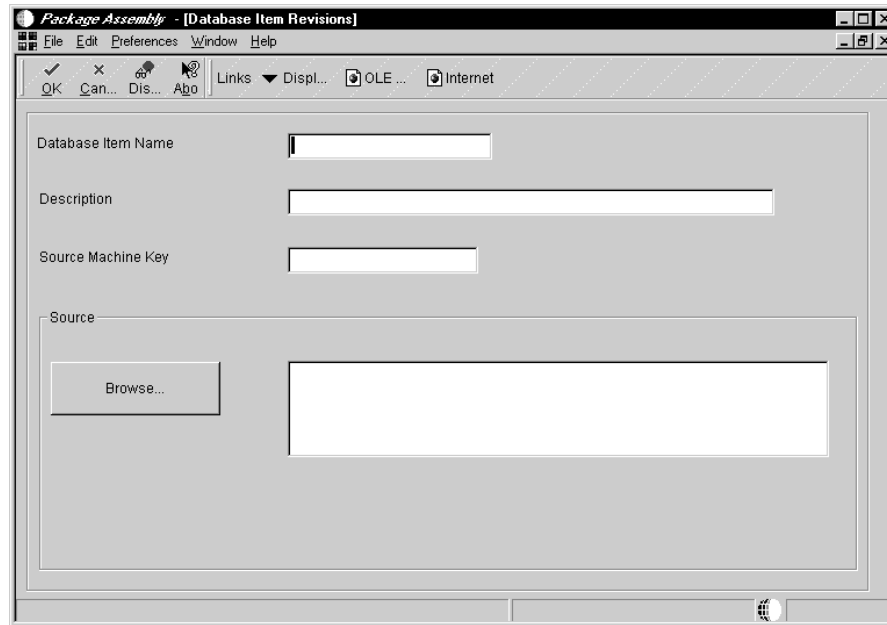 Package Assembly - [Database Item Revisions]
File Edit Preferences Window Help
OK Can... Dis... Abo Links Displ... OLE ... Internet
Database Item Name
Description
Source Machine Key
Source
Browse...